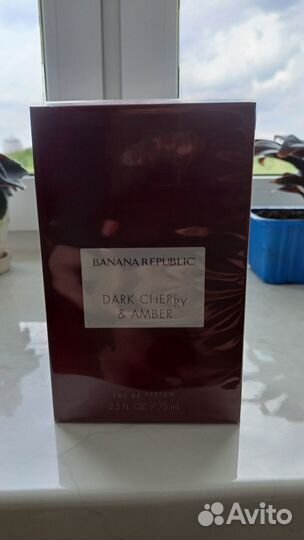 BANANA REPUBLIC
DARK CHERRY
& AMBER
EAU DE PARFUM
2.5 FL OZ / 75 mL
Avito